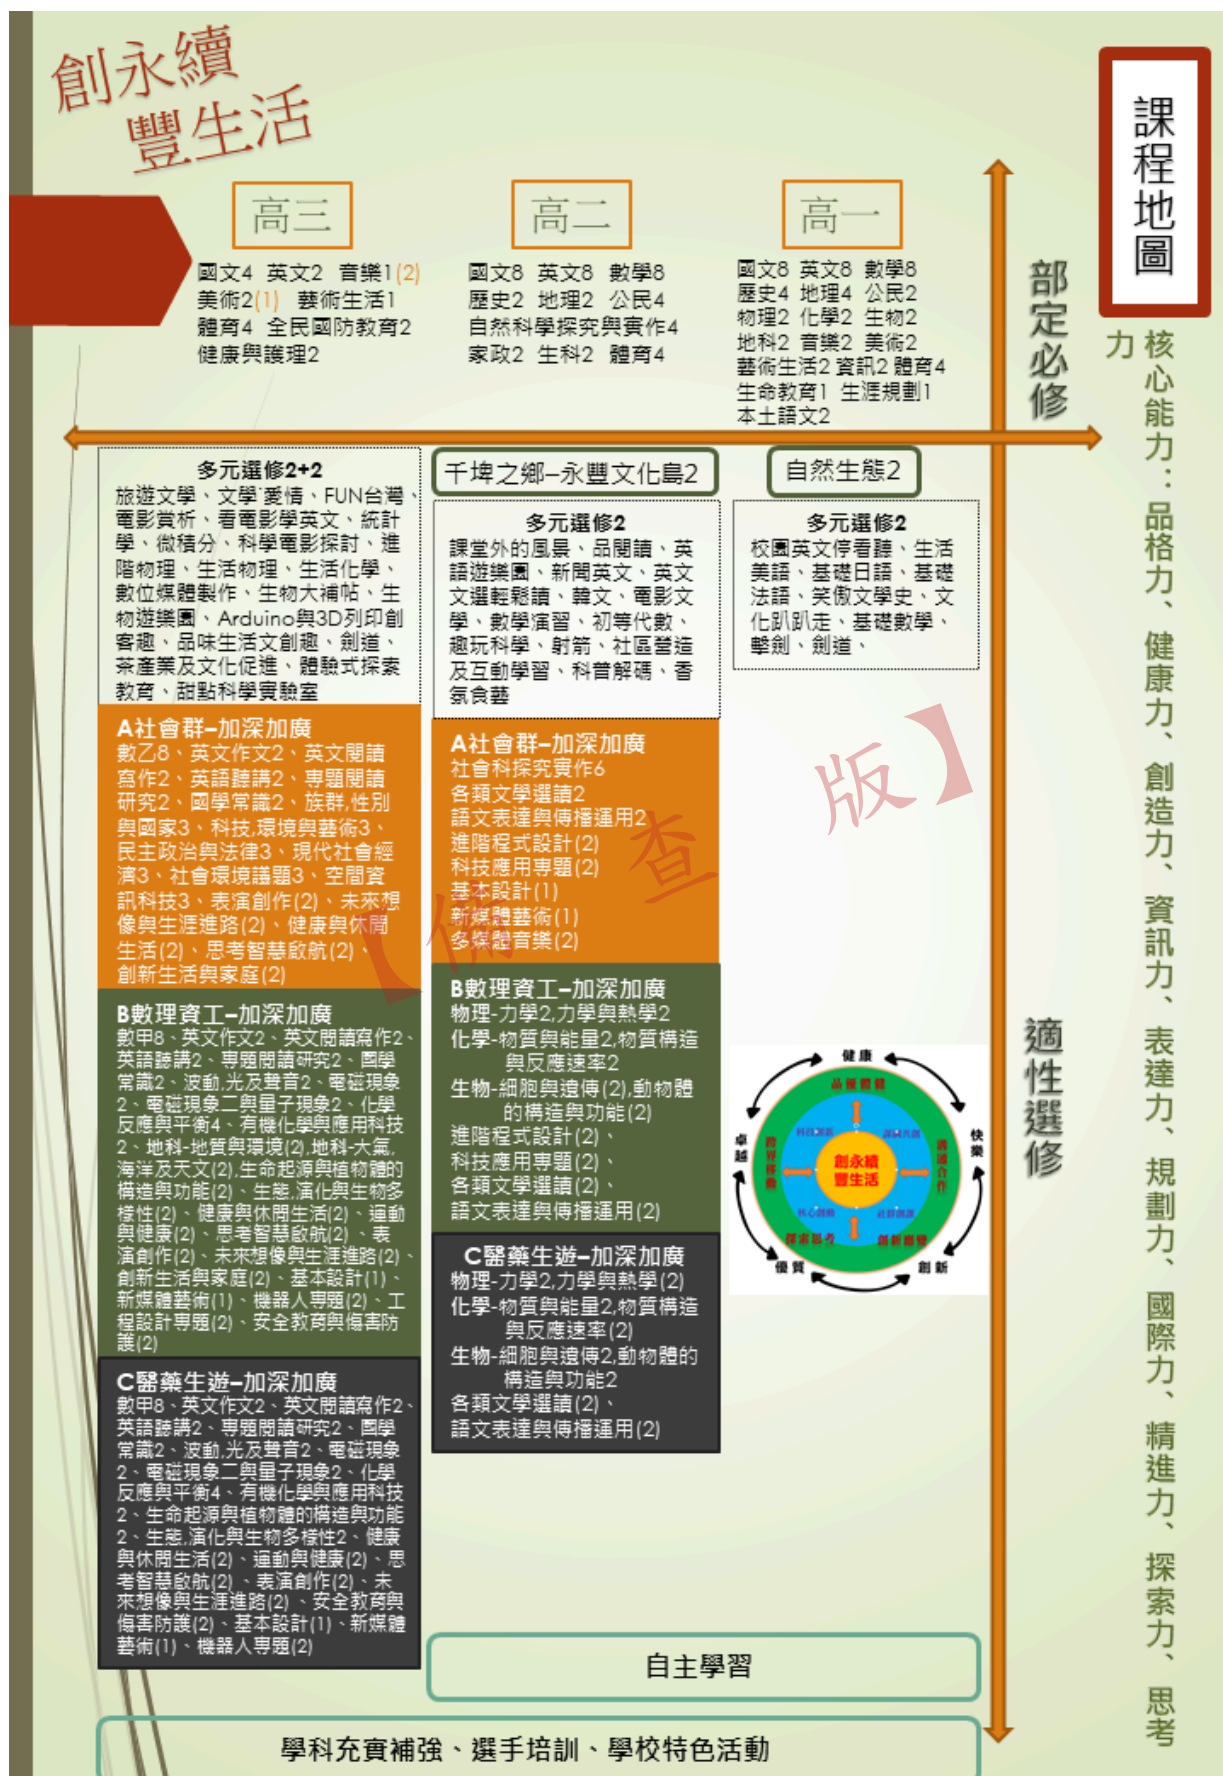 創永續
豐生活
課程地圖
核心能力：品格力、健康力、創造力、資訊力、表達力、規劃力、國際力、精進力、探索力、思考
力
部定必修
適性選修
高三
國文4 英文2 音樂1(2)
美術2(1) 藝術生活1
體育4 全民國防教育2
健康與護理2
高二
國文8 英文8 數學8
歷史2 地理2 公民4
自然科學探究與實作4
家政2 生科2 體育4
高一
國文8 英文8 數學8
歷史4 地理4 公民2
物理2 化學2 生物2
地科2 音樂2 美術2
藝術生活2 資訊2 體育4
生命教育1 生涯規劃1
本土語文2
多元選修2+2
旅遊文學、文學˙愛情、FUN台灣、
電影賞析、看電影學英文、統計
學、微積分、科學電影探討、進
階物理、生活物理、生活化學、
數位媒體製作、生物大補帖、生
物遊樂園、Arduino與3D列印創
客趣、品味生活文創趣、劍道、
茶產業及文化促進、體驗式探索
教育、甜點科學實驗室
A社會群–加深加廣
數乙8、英文作文2、英文閱讀
寫作2、英語聽講2、專題閱讀
研究2、國學常識2、族群,性別
與國家3、科技,環境與藝術3、
民主政治與法律3、現代社會經
濟3、社會環境議題3、空間資
訊科技3、表演創作(2)、未來想
像與生涯進路(2)、健康與休閒
生活(2)、思考智慧啟航(2)、
創新生活與家庭(2)
B數理資工–加深加廣
數甲8、英文作文2、英文閱讀寫作2、
英語聽講2、專題閱讀研究2、國學
常識2、波動,光及聲音2、電磁現象
2、電磁現象二與量子現象2、化學
反應與平衡4、有機化學與應用科技
2、地科-地質與環境(2),地科-大氣,
海洋及天文(2),生命起源與植物體的
構造與功能(2)、生態,演化與生物多
樣性(2)、健康與休閒生活(2)、運動
與健康(2)、思考智慧啟航(2)、表
演創作(2)、未來想像與生涯進路(2)、
創新生活與家庭(2)、基本設計(1)、
新媒體藝術(1)、機器人專題(2)、工
程設計專題(2)、安全教育與傷害防
護(2)
C醫藥生遊–加深加廣
數甲8、英文作文2、英文閱讀寫作2、
英語聽講2、專題閱讀研究2、國學
常識2、波動,光及聲音2、電磁現象
2、電磁現象二與量子現象2、化學
反應與平衡4、有機化學與應用科技
2、生命起源與植物體的構造與功能
2、生態,演化與生物多樣性2、健康
與休閒生活(2)、運動與健康(2)、思
考智慧啟航(2)、表演創作(2)、未
來想像與生涯進路(2)、安全教育與
傷害防護(2)、基本設計(1)、新媒體
藝術(1)、機器人專題(2)
千埤之鄉–永豐文化島2
多元選修2
課堂外的風景、品閱讀、英
語遊樂園、新聞英文、英文
文選輕鬆讀、韓文、電影文
學、數學演習、初等代數、
趣玩科學、射箭、社區營造
及互動學習、科普解碼、香
氛食藝
A社會群–加深加廣
社會科探究實作6
各類文學選讀2
語文表達與傳播運用2
進階程式設計(2)
科技應用專題(2)
基本設計(1)
新媒體藝術(1)
多媒體音樂(2)
B數理資工–加深加廣
物理-力學2,力學與熱學2
化學-物質與能量2,物質構造
與反應速率2
生物-細胞與遺傳(2),動物體
的構造與功能(2)
進階程式設計(2)、
科技應用專題(2)、
各類文學選讀(2)、
語文表達與傳播運用(2)
C醫藥生遊–加深加廣
物理-力學2,力學與熱學(2)
化學-物質與能量2,物質構造
與反應速率(2)
生物-細胞與遺傳2,動物體的
構造與功能2
各類文學選讀(2)、
語文表達與傳播運用(2)
自然生態2
多元選修2
校園英文停看聽、生活
美語、基礎日語、基礎
法語、笑傲文學史、文
化趴趴走、基礎數學、
擊劍、劍道、
【備查版】
健康
快樂
創新
優質
卓越
品優體健
溝通合作
創新應變
探索思考
跨界移動
創永續
豐生活
自主學習
學科充實補強、選手培訓、學校特色活動